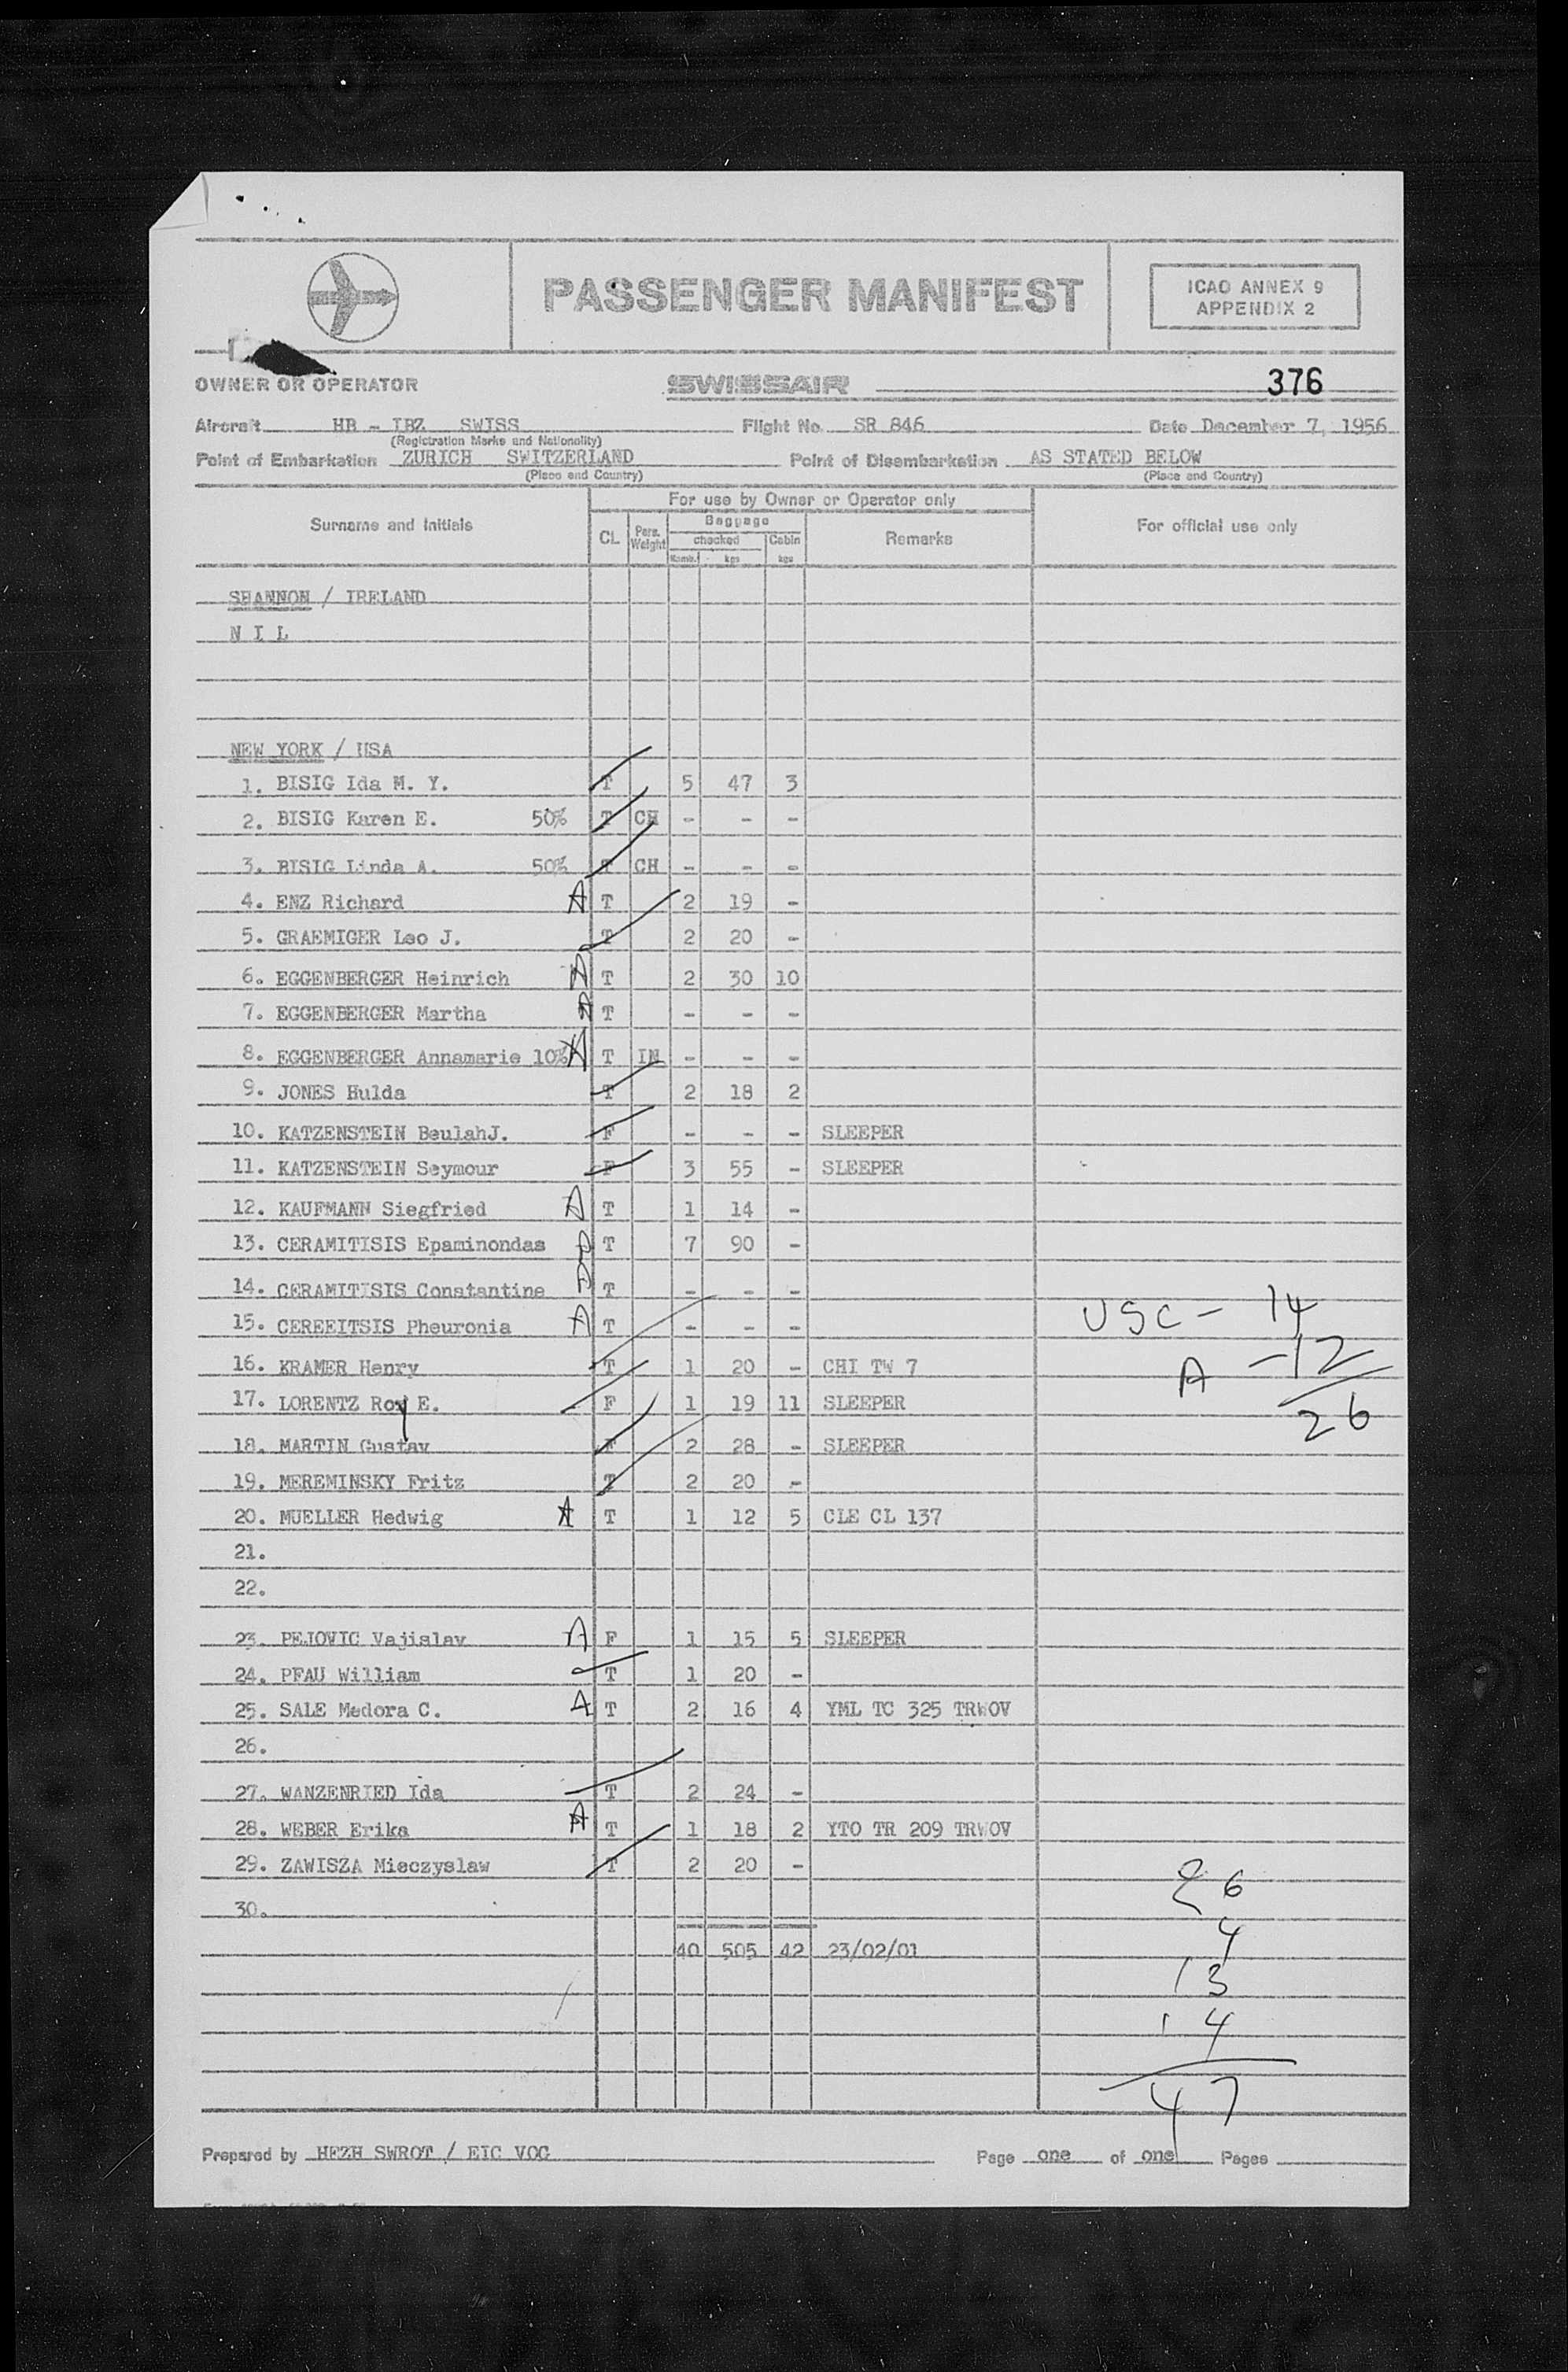 PASSENGER MANIFEST
ICAO ANNEX 9
APPENDIX 2
OWNER OR OPERATOR SWISSAIR 376
Aircraft HB - IBZ SWISS Flight No. SR 846 Date December 7, 1956
(Registration Marks and Nationality)
Point of Embarkation ZURICH SWITZERLAND Point of Disembarkation AS STATED BELOW
(Place and Country) (Place and Country)
For use by Owner or Operator only
Surname and Initials CL Pers. Weight Baggage Remarks For official use only
checked Cabin
Numb. kgs kgs
SHANNON / IRELAND
N I L
NEW YORK / USA
1. BISIG Ida M. Y. T 5 47 3
2. BISIG Karen E. 50% T CH - - -
3. BISIG Linda A. 50% T CH - - -
4. ENZ Richard A T 2 19 -
5. GRAEMIGER Leo J. T 2 20 -
6. EGGENBERGER Heinrich A T 2 30 10
7. EGGENBERGER Martha A T - - -
8. EGGENBERGER Annamarie 10% A T IN - - -
9. JONES Hulda T 2 18 2
10. KATZENSTEIN BeulahJ. F - - - SLEEPER
11. KATZENSTEIN Seymour F 3 55 - SLEEPER
12. KAUFMANN Siegfried A T 1 14 -
13. CERAMITISIS Epaminondas A T 7 90 -
14. CERAMITISIS Constantine A T - - -
15. CEREEITSIS Pheuronia A T - - -
USC - 14
16. KRAMER Henry T 1 20 - CHI TW 7
A - 12
17. LORENTZ Roy E. F 1 19 11 SLEEPER
26
18. MARTIN Gustav F 2 28 - SLEEPER
19. MEREMINSKY Fritz T 2 20 -
20. MUELLER Hedwig A T 1 12 5 CLE CL 137
21.
22.
23. PEJOVIC Vajislav A F 1 15 5 SLEEPER
24. PFAU William T 1 20 -
25. SALE Medora C. A T 2 16 4 YML TC 325 TRWOV
26.
27. WANZENRIED Ida T 2 24 -
28. WEBER Erika A T 1 18 2 YTO TR 209 TRWOV
29. ZAWISZA Mieczyslaw T 2 20 -
26
30.
4
40 505 42 23/02/01
13
14
47
Prepared by HFZH SWROT / EIC VOG Page one of one Pages